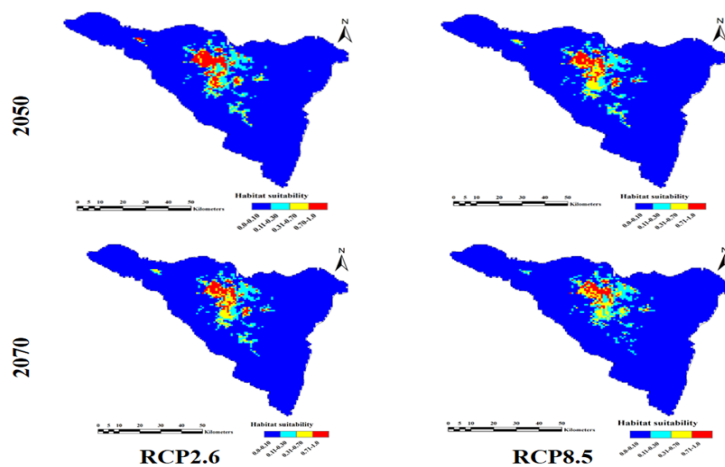 N
N
2050
Habitat suitability
Habitat suitability
0 5 10 20 30 40 50
Kilometers
0 5 10 20 30 40 50
Kilometers
0.0-0.10 0.11-0.30 0.31-0.70 0.70-1.0
0.0-0.10 0.11-0.30 0.31-0.70 0.71-1.0
N
N
2070
Habitat suitability
Habitat suitability
0 5 10 20 30 40 50
Kilometers
0 5 10 20 30 40 50
Kilometers
0.0-0.10 0.11-0.30 0.31-0.70 0.71-1.0
0.0-0.10 0.11-0.30 0.31-0.70 0.71-1.0
RCP2.6
RCP8.5